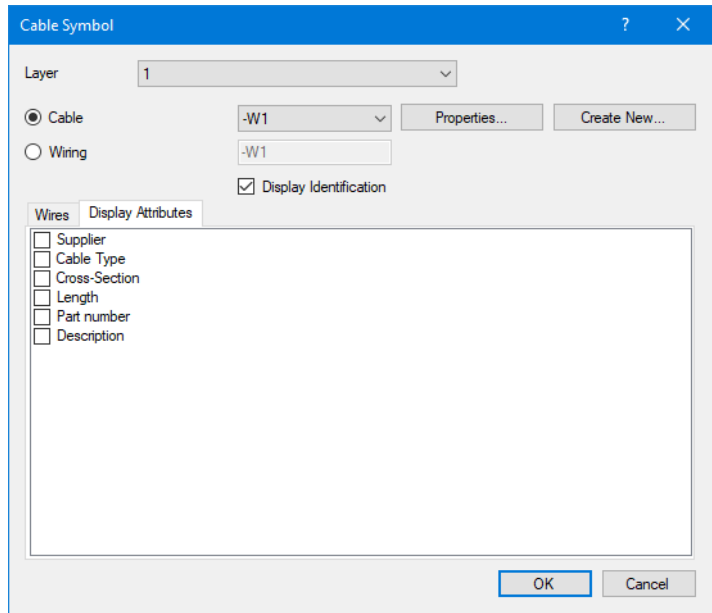 Cable Symbol ?
Layer 1
Cable -W1 Properties... Create New...
Wiring -W1
Display Identification
Wires Display Attributes
Supplier
Cable Type
Cross-Section
Length
Part number
Description
OK Cancel